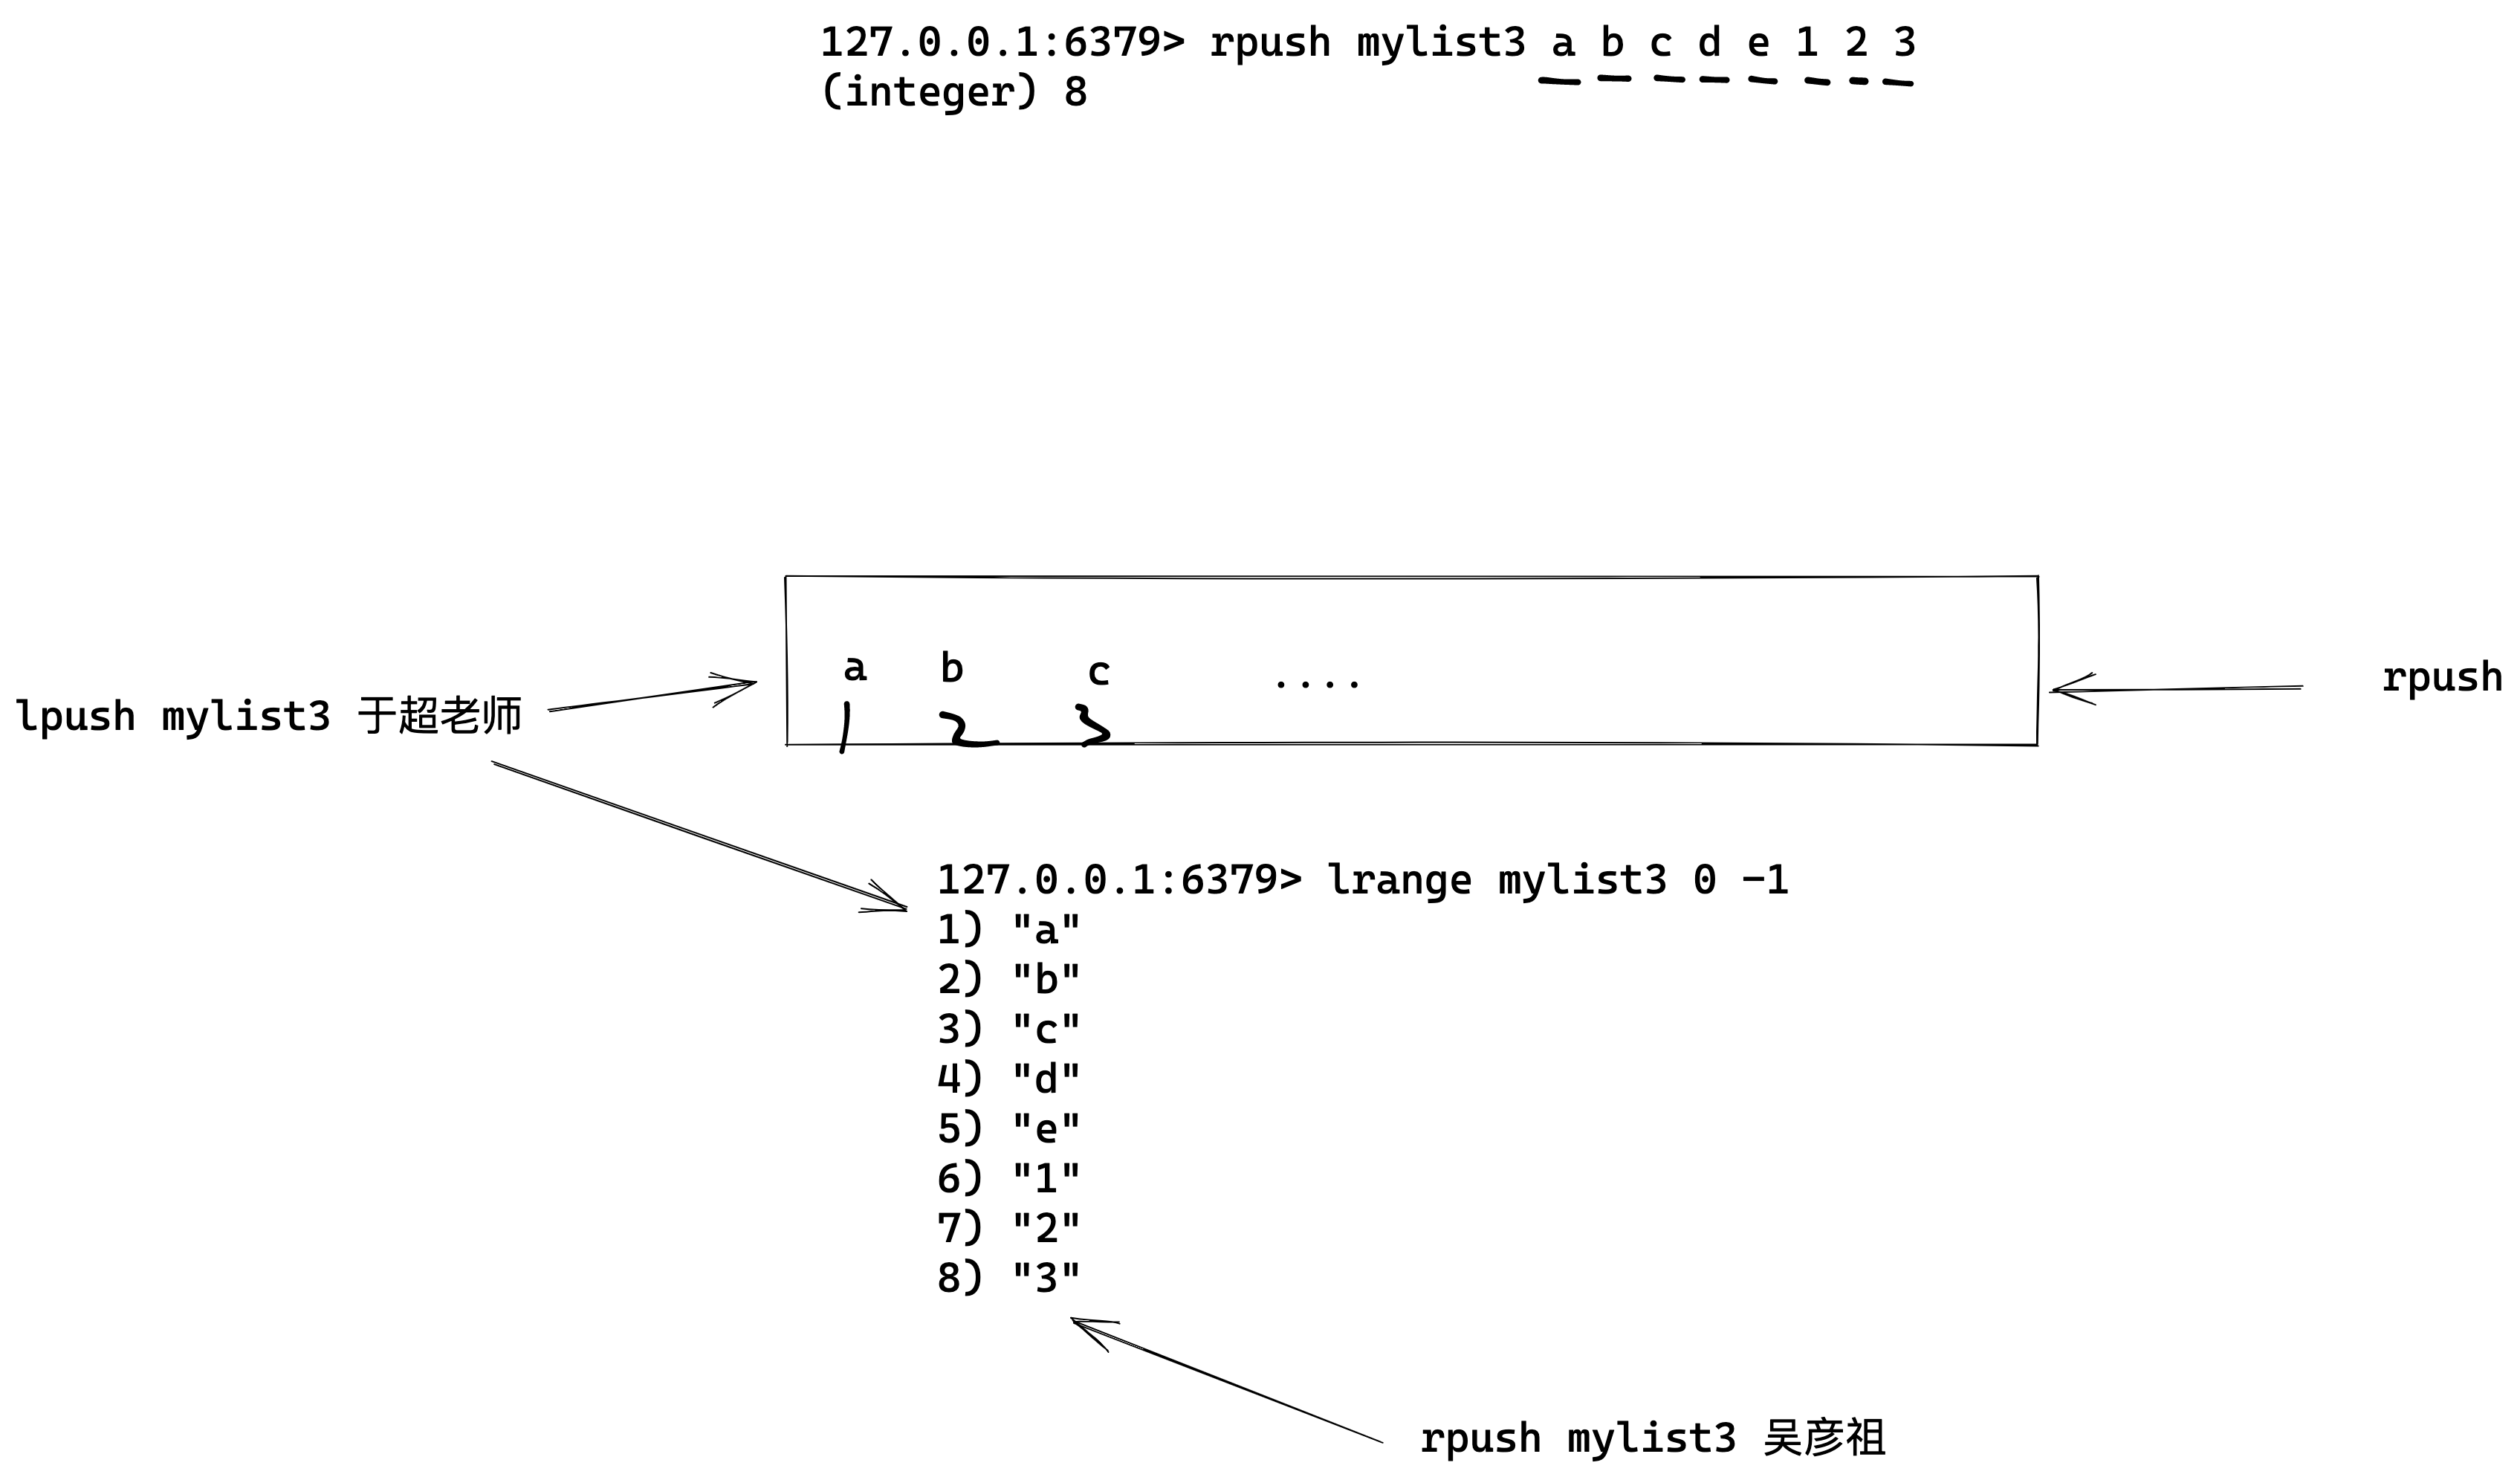 127.0.0.1:6379> rpush mylist3 a b c d e 1 2 3
(integer) 8
a b c ....
1 2 3
lpush mylist3 于超老师
rpush
127.0.0.1:6379> lrange mylist3 0 -1
1) "a"
2) "b"
3) "c"
4) "d"
5) "e"
6) "1"
7) "2"
8) "3"
rpush mylist3 吴彦祖